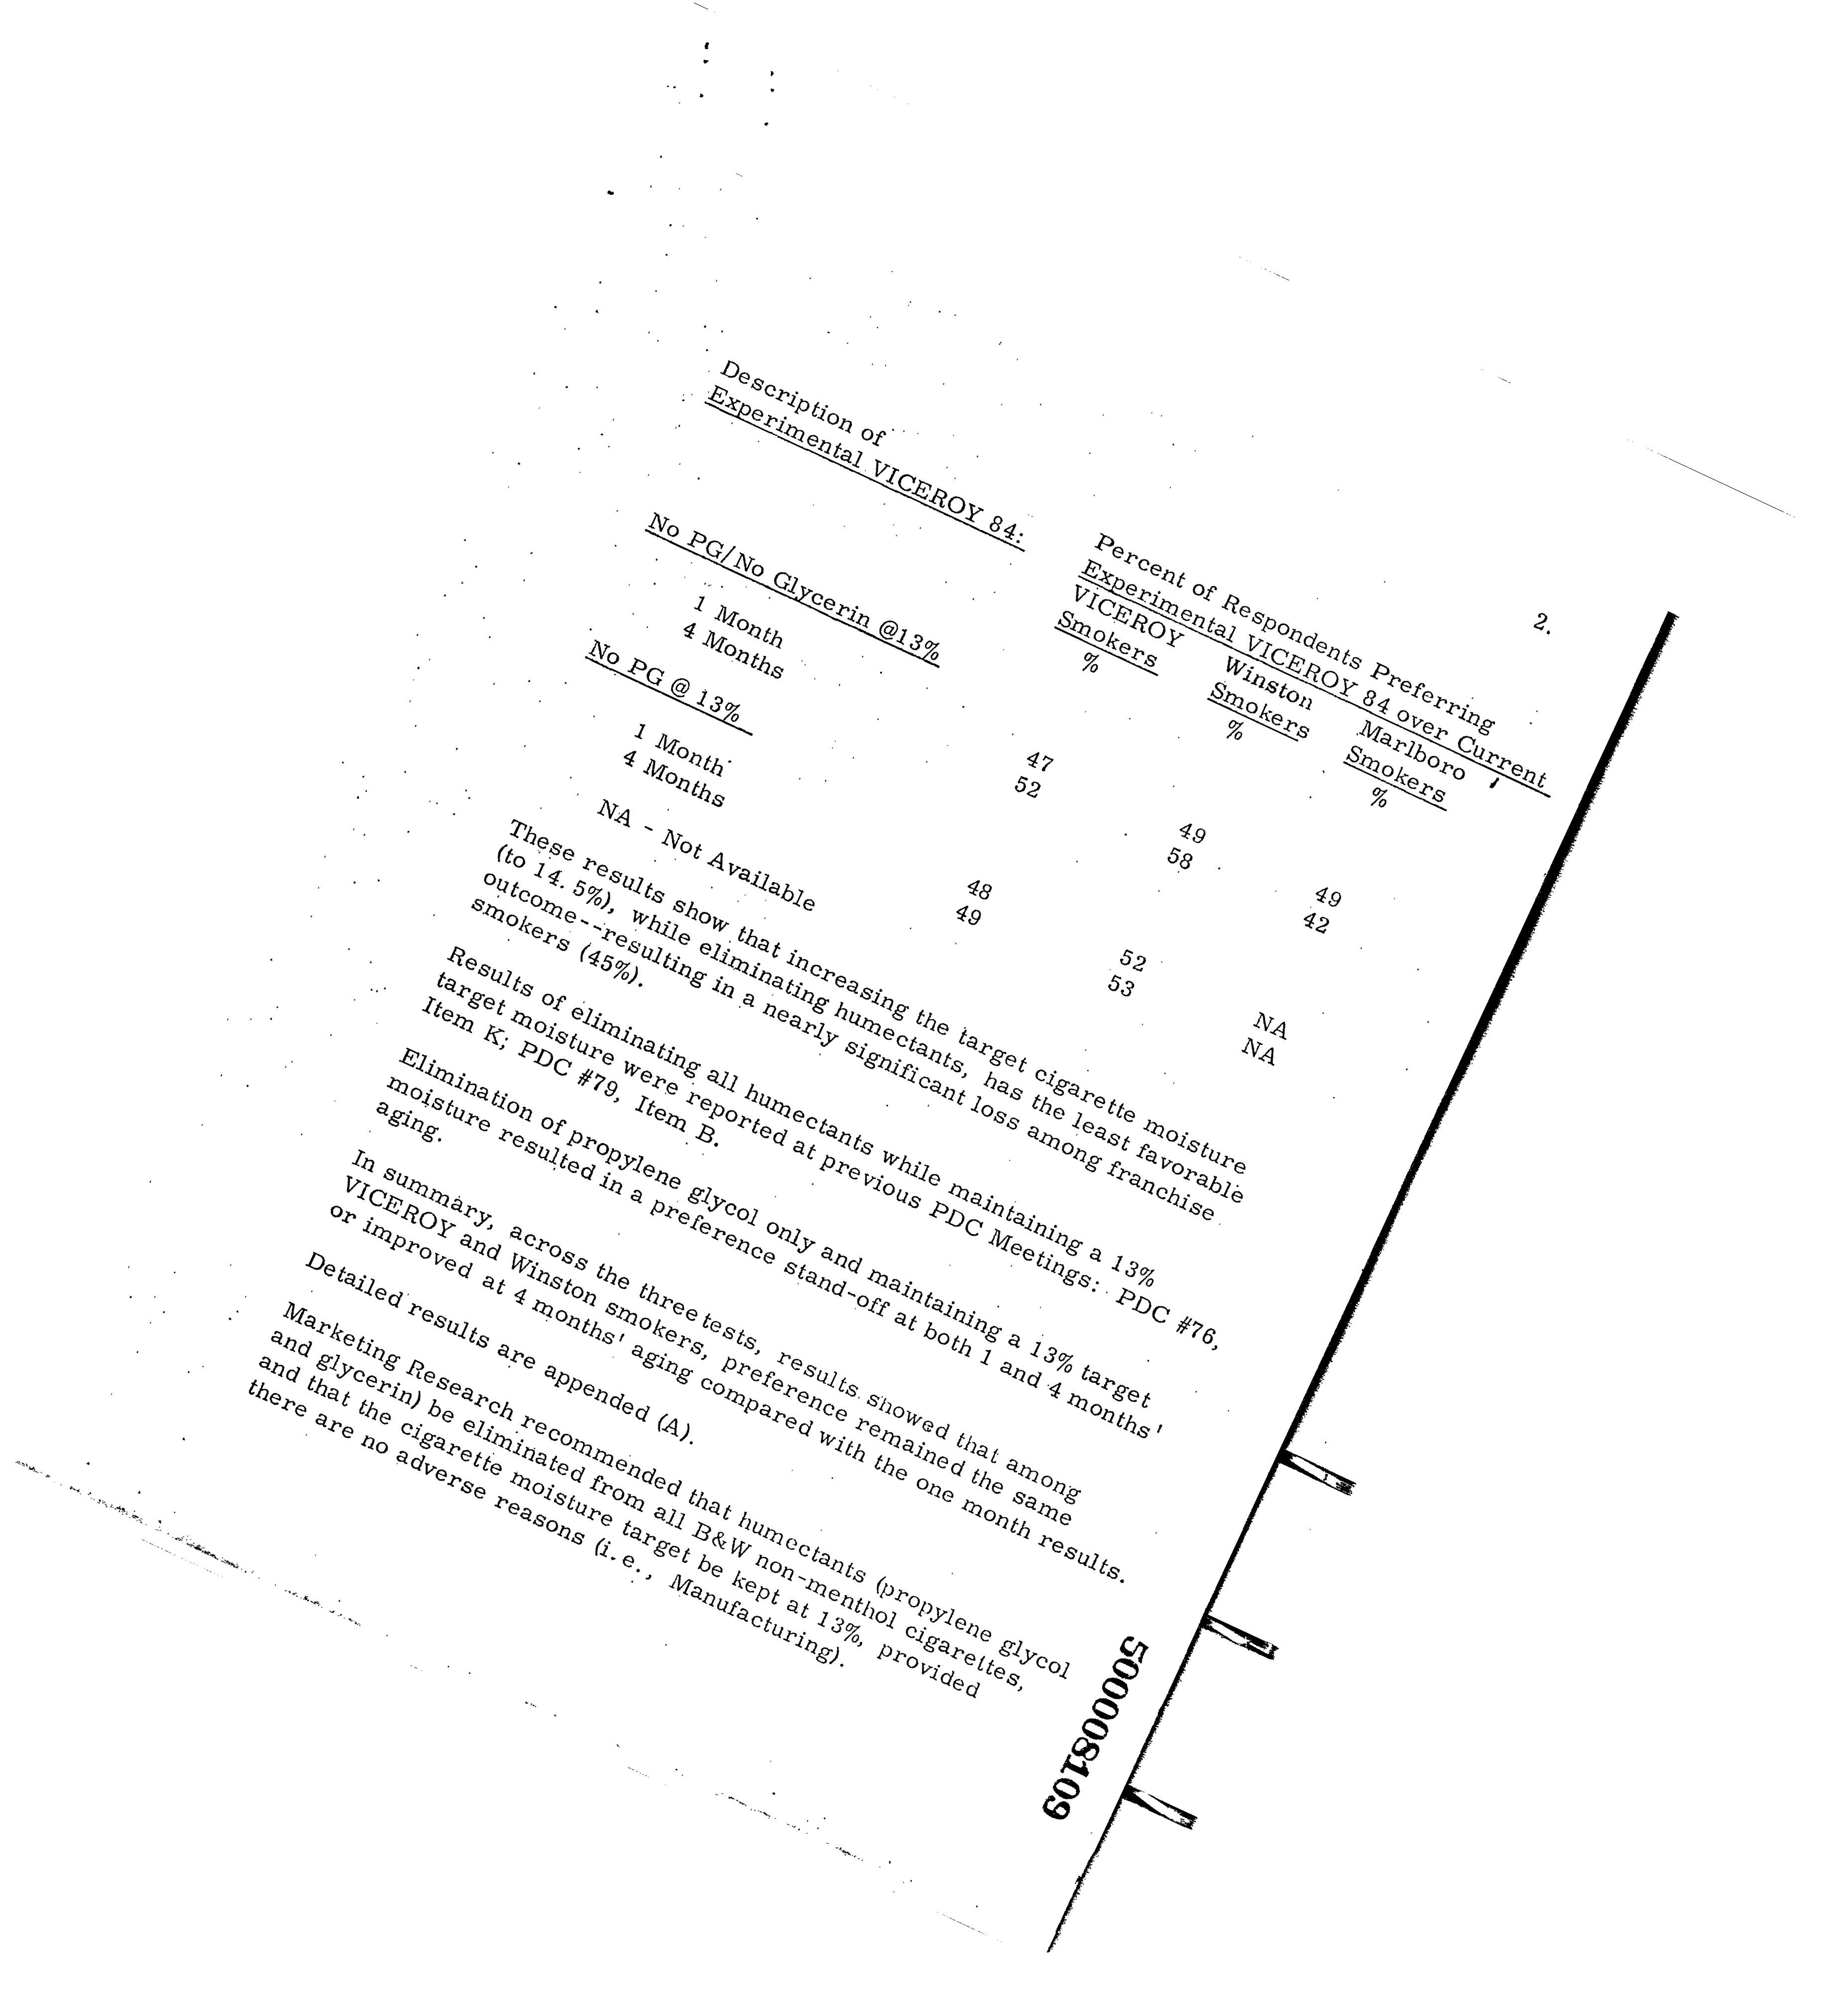 2.
Description of
Experimental VICEROY 84:
Percent of Respondents Preferring
Experimental VICEROY 84 over Current
VICEROY Winston Marlboro
Smokers Smokers Smokers
% % %
No PG/No Glycerin @13%
1 Month 47 49 49
4 Months 52 58 42
No PG @ 13%
1 Month 48 52 NA
4 Months 49 53 NA
NA - Not Available
These results show that increasing the target cigarette moisture
(to 14.5%), while eliminating humectants, has the least favorable
outcome--resulting in a nearly significant loss among franchise
smokers (45%).
Results of eliminating all humectants while maintaining a 13%
target moisture were reported at previous PDC Meetings: PDC #76,
Item K; PDC #79, Item B.
Elimination of propylene glycol only and maintaining a 13% target
moisture resulted in a preference stand-off at both 1 and 4 months'
aging.
In summary, across the three tests, results showed that among
VICEROY and Winston smokers, preference remained the same
or improved at 4 months' aging compared with the one month results.
Detailed results are appended (A).
Marketing Research recommended that humectants (propylene glycol
and glycerin) be eliminated from all B&W non-menthol cigarettes,
and that the cigarette moisture target be kept at 13%, provided
there are no adverse reasons (i.e., Manufacturing).
500008109